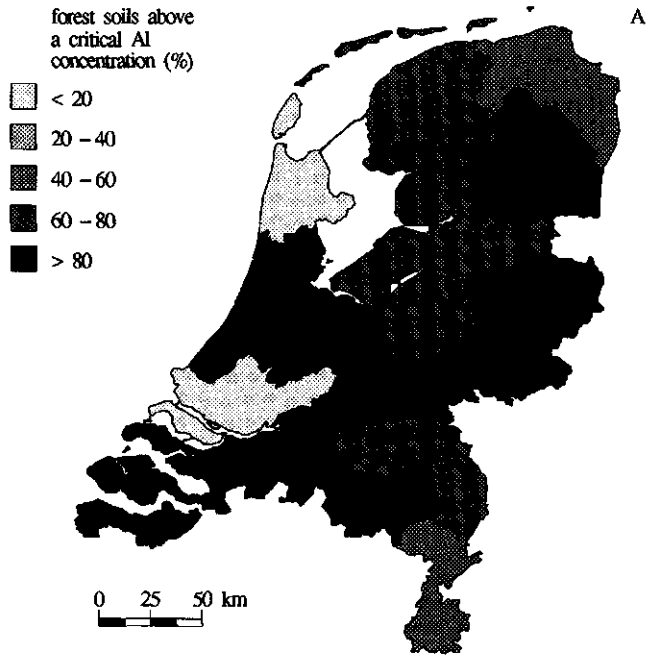 forest soils above
a critical Al
concentration (%)
A
< 20
20 – 40
40 – 60
60 – 80
> 80
0 25 50 km